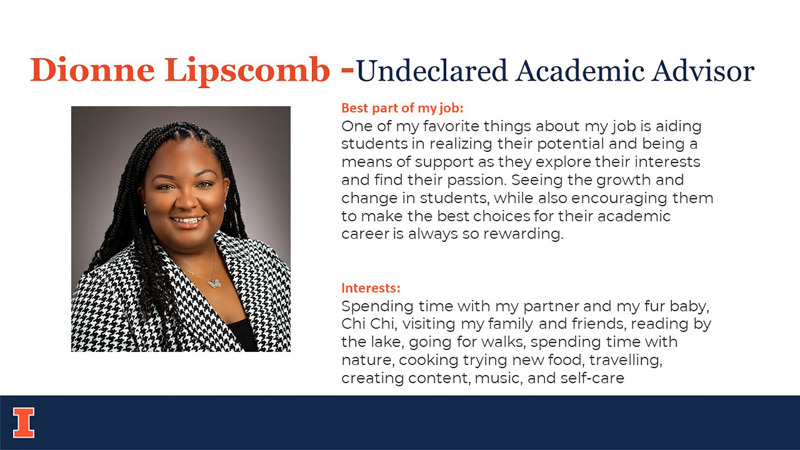 Dionne Lipscomb -Undeclared Academic Advisor
Best part of my job:
One of my favorite things about my job is aiding
students in realizing their potential and being a
means of support as they explore their interests
and find their passion. Seeing the growth and
change in students, while also encouraging them
to make the best choices for their academic
career is always so rewarding.
Interests:
Spending time with my partner and my fur baby,
Chi Chi, visiting my family and friends, reading by
the lake, going for walks, spending time with
nature, cooking trying new food, travelling,
creating content, music, and self-care
I